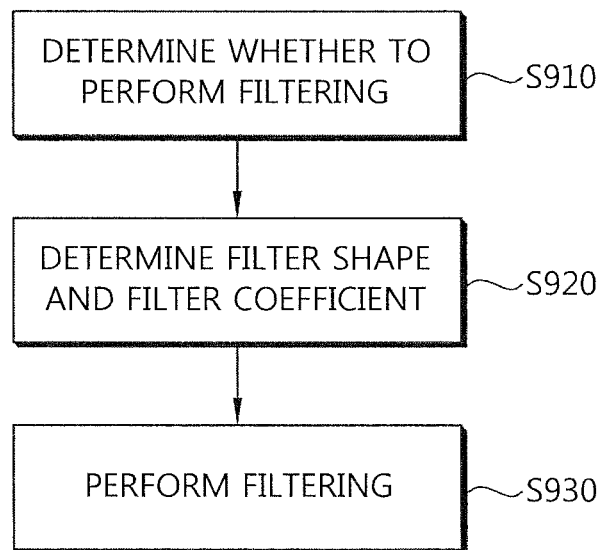 DETERMINE WHETHER TO
PERFORM FILTERING
S910
DETERMINE FILTER SHAPE
AND FILTER COEFFICIENT
S920
PERFORM FILTERING
S930